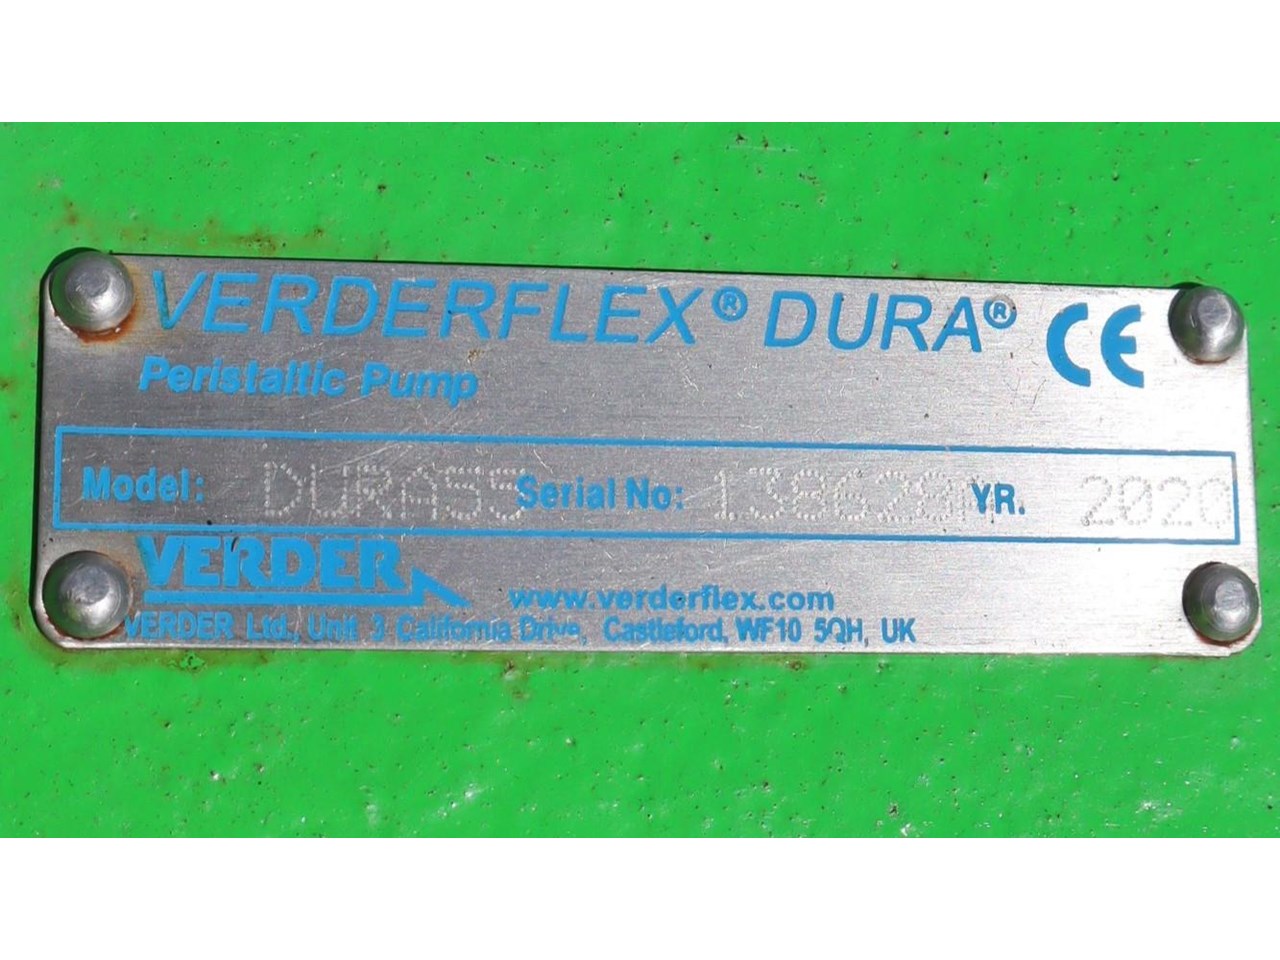 VERDERFLEX® DURA® CE
Peristaltic Pump
Model: DURA55 Serial No: 138628M YR. 2020
VERDER
www.verderflex.com
VERDER Ltd., Unit 3 California Drive, Castleford, WF10 5QH, UK